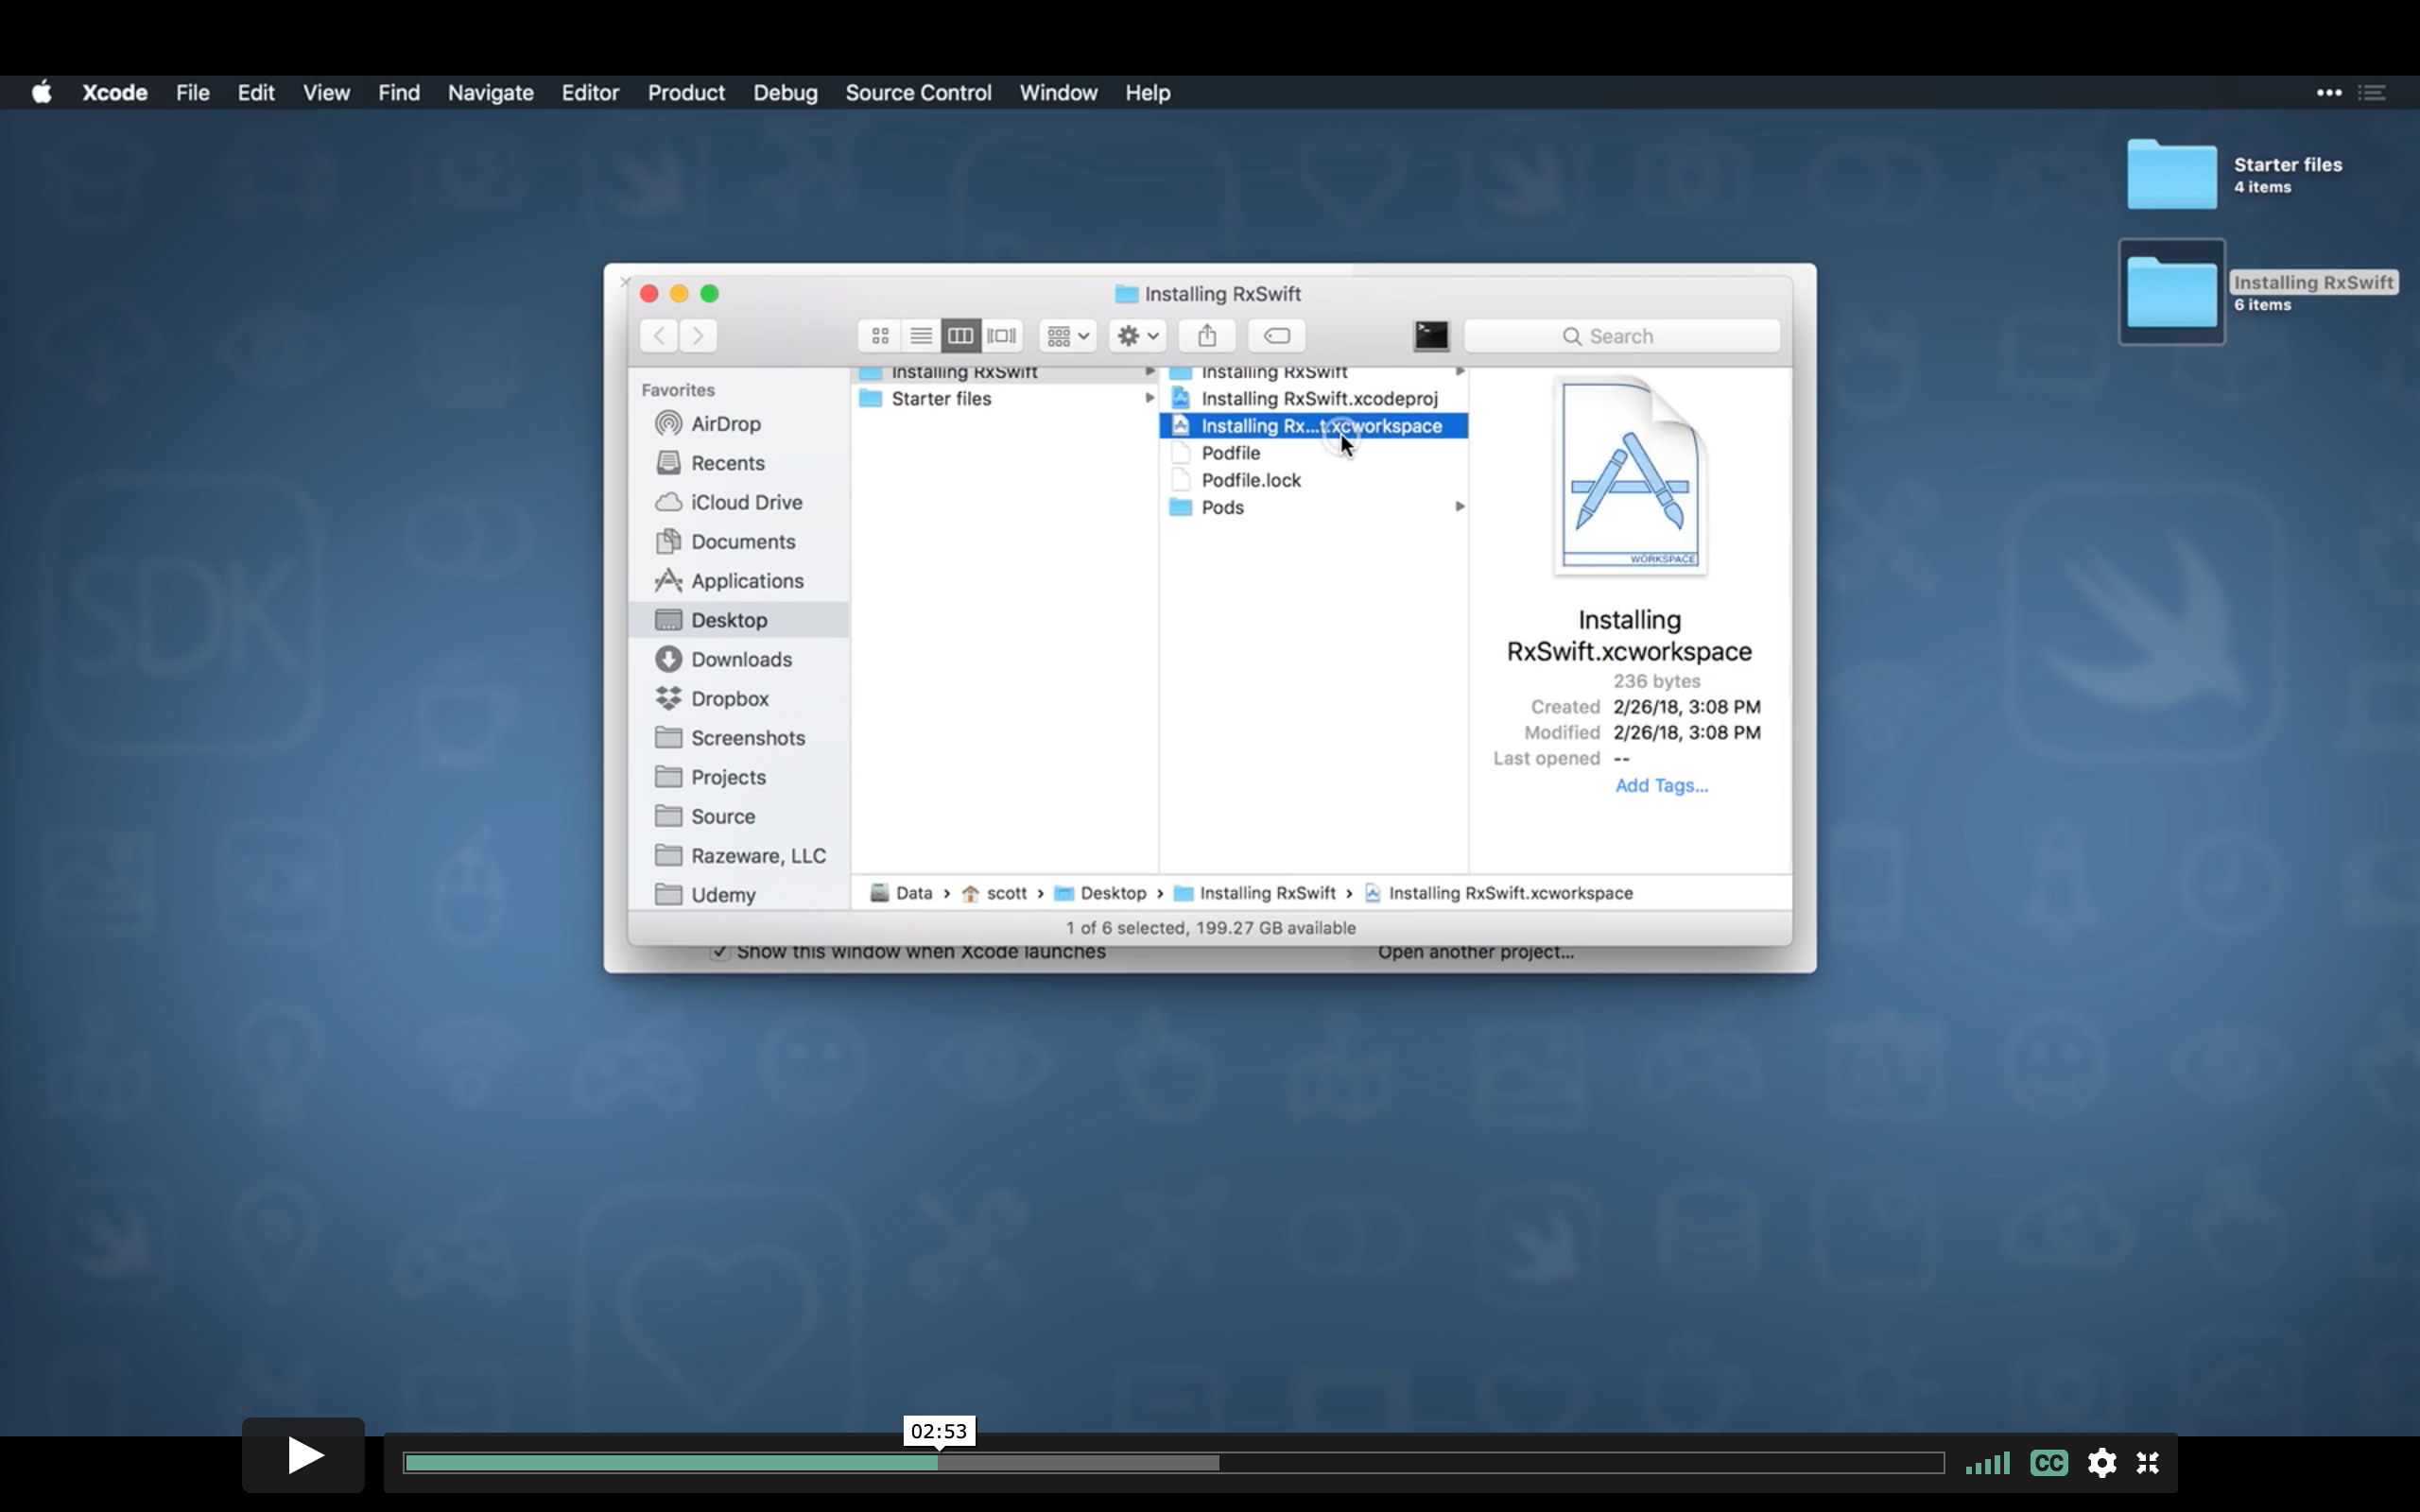 Xcode File Edit View Find Navigate Editor Product Debug Source Control Window Help
Starter files
4 items
Installing RxSwift
6 items
Installing RxSwift
Search
Favorites
AirDrop
Recents
iCloud Drive
Documents
Applications
Desktop
Downloads
Dropbox
Screenshots
Projects
Source
Razeware, LLC
Udemy
Installing RxSwift
Starter files
Installing RxSwift
Installing RxSwift.xcodeproj
Installing Rx...t.xcworkspace
Podfile
Podfile.lock
Pods
WORKSPACE
Installing
RxSwift.xcworkspace
236 bytes
Created 2/26/18, 3:08 PM
Modified 2/26/18, 3:08 PM
Last opened --
Add Tags...
Data › scott › Desktop › Installing RxSwift › Installing RxSwift.xcworkspace
1 of 6 selected, 199.27 GB available
Show this window when Xcode launches
Open another project...
SDK
02:53
CC